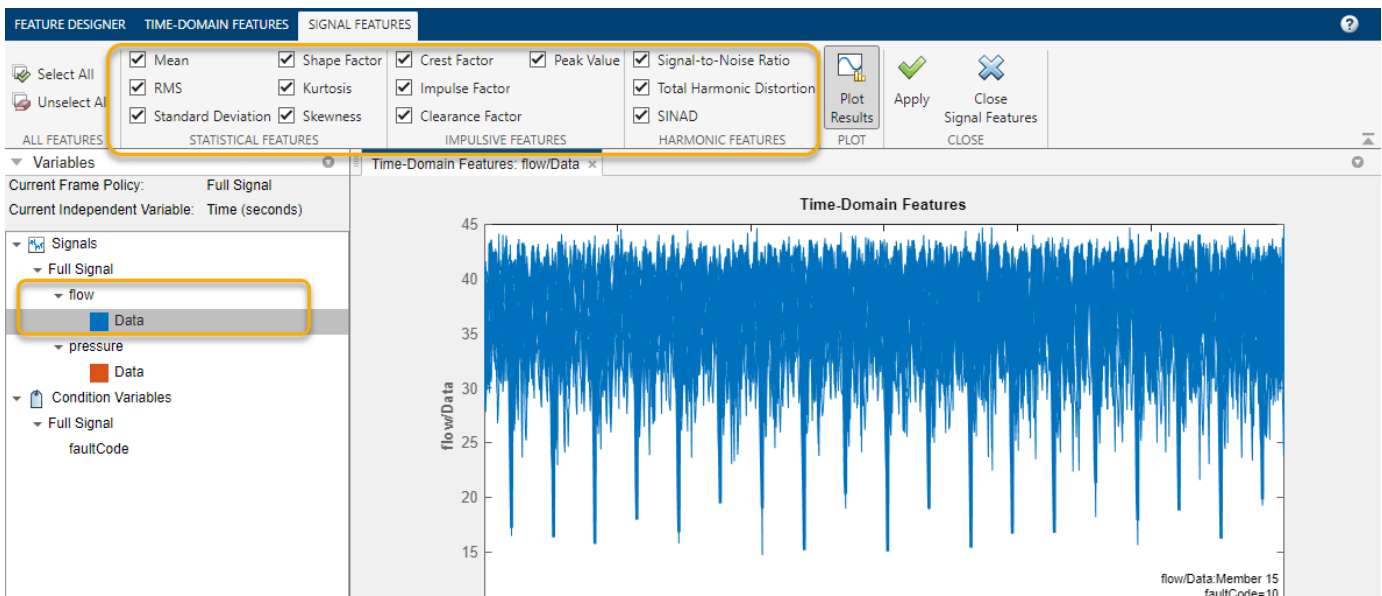 FEATURE DESIGNER TIME-DOMAIN FEATURES SIGNAL FEATURES ?
Select All
Unselect Al
ALL FEATURES
Mean Shape Factor
RMS Kurtosis
Standard Deviation Skewness
STATISTICAL FEATURES
Crest Factor Peak Value
Impulse Factor
Clearance Factor
IMPULSIVE FEATURES
Signal-to-Noise Ratio
Total Harmonic Distortion
SINAD
HARMONIC FEATURES
Plot
Results
PLOT
Apply
Close
Signal Features
CLOSE
Variables
Current Frame Policy: Full Signal
Current Independent Variable: Time (seconds)
Signals
Full Signal
flow
Data
pressure
Data
Condition Variables
Full Signal
faultCode
Time-Domain Features: flow/Data ×
Time-Domain Features
45
40
35
30
25
20
15
flow/Data
flow/Data:Member 15
faultCode=10